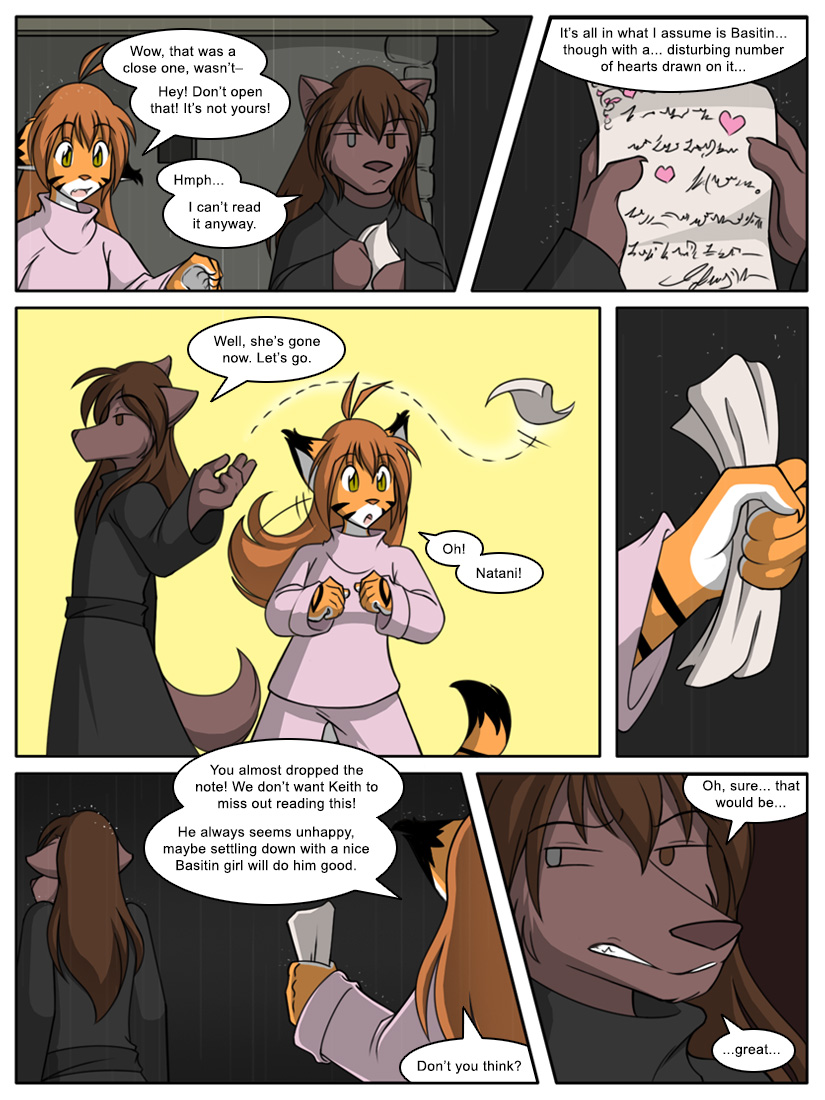 Wow, that was a
close one, wasn't–
Hey! Don't open
that! It's not yours!
Hmph...
I can't read
it anyway.
It's all in what I assume is Basitin...
though with a... disturbing number
of hearts drawn on it...
Well, she's gone
now. Let's go.
Oh!
Natani!
You almost dropped the
note! We don't want Keith to
miss out reading this!
He always seems unhappy,
maybe settling down with a nice
Basitin girl will do him good.
Don't you think?
Oh, sure... that
would be...
...great...